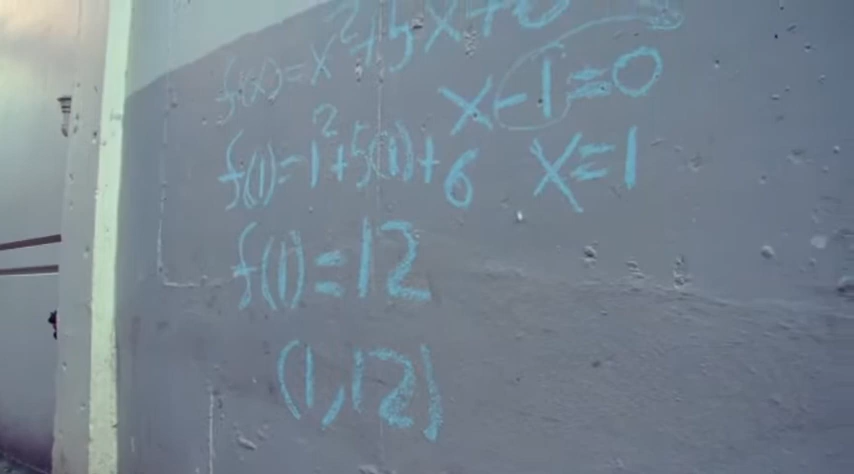 f(x)=x²+5x+6
x-1=0
f(1)=1²+5(1)+6
x=1
f(1)=12
(1,12)